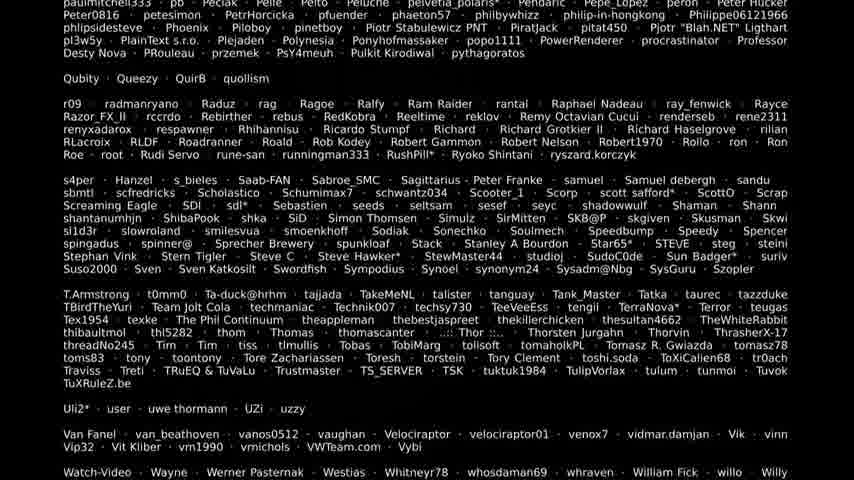 paulmitchell333 · pb · Peciak · Pelle · Pelto · Peluche · pelvetia_polaris* · Pendaric · Pepe_Lopez · peron · Peter Hucker
Peter0816 · petesimon · PetrHorcicka · pfuender · phaeton57 · philbywhizz · philip-in-hongkong · Philippe06121966
phlipsidesteve · Phoenix · Piloboy · pinetboy · Piotr Stabulewicz PNT · PiratJack · pitat450 · Pjotr "Blah.NET" Ligthart
pl3w5y · PlainText s.r.o. · Plejaden · Polynesia · Ponyhofmassaker · popo1111 · PowerRenderer · procrastinator · Professor
Desty Nova · PRouleau · przemek · PsY4meuh · Pulkit Kirodiwal · pythagoratos
Qubity · Queezy · QuirB · quollism
r09 · radmanryano · Raduz · rag · Ragoe · Ralfy · Ram Raider · rantal · Raphael Nadeau · ray_fenwick · Rayce
Razor_FX_II · rccrdo · Rebirther · rebus · RedKobra · Reeltime · reklov · Remy Octavian Cucui · renderseb · rene2311
renyxadarox · respawner · Rhihannisu · Ricardo Stumpf · Richard · Richard Grotkier II · Richard Haselgrove · rilian
RLacroix · RLDF · Roadranner · Roald · Rob Kodey · Robert Gammon · Robert Nelson · Robert1970 · Rollo · ron · Ron
Roe · root · Rudi Servo · rune-san · runningman333 · RushPill* · Ryoko Shintani · ryszard.korczyk
s4per · Hanzel · s_bieles · Saab-FAN · Sabroe_SMC · Sagittarius - Peter Franke · samuel · Samuel debergh · sandu
sbmtl · scfredricks · Scholastico · Schumimax7 · schwantz034 · Scooter_1 · Scorp · scott safford* · ScottO · Scrap
Screaming Eagle · SDI · sdl* · Sebastien · seeds · seltsam · sesef · seyc · shadowwulf · Shaman · Shann
shantanumhjn · ShibaPook · shka · SiD · Simon Thomsen · Simulz · SirMitten · SK8@P · skgiven · Skusman · Skwi
si1d3r · slowroland · smilesvua · smoenkhoff · Sodiak · Sonechko · Soulmech · Speedbump · Speedy · Spencer
spingadus · spinner@ · Sprecher Brewery · spunkloaf · Stack · Stanley A Bourdon · Star65* · STE\/E · steg · steini
Stephan Vink · Stern Tigler · Steve C · Steve Hawker* · StewMaster44 · studioj · SudoC0de · Sun Badger* · suriv
Suso2000 · Sven · Sven Katkosilt · Swordfish · Sympodius · Synoel · synonym24 · Sysadm@Nbg · SysGuru · Szopler
T.Armstrong · t0mm0 · Ta-duck@hrhm · tajjada · TakeMeNL · talister · tanguay · Tank_Master · Tatka · taurec · tazzduke
TBirdTheYuri · Team Jolt Cola · techmaniac · Technik007 · techsy730 · TeeVeeEss · tengii · TerraNova* · Terror · teugas
Tex1954 · texke · The Phil Continuum · theappleman · thebestjaspreet · thekillerchicken · thesultan4662 · TheWhiteRabbit
thibaultmol · thl5282 · thom · Thomas · thomascanter · ..::: Thor ::.. · Thorsten Jurgahn · Thorvin · ThrasherX-17
threadNo245 · Tim · Tim · tiss · tlmullis · Tobas · TobiMarg · tolisoft · tomaholkPL · Tomasz R. Gwiazda · tomasz78
toms83 · tony · toontony · Tore Zachariassen · Toresh · torstein · Tory Clement · toshi.soda · ToXiCalien68 · tr0ach
Traviss · Treti · TRuEQ & TuVaLu · Trustmaster · TS_SERVER · TSK · tuktuk1984 · TulipVorlax · tulum · tunmoi · Tuvok
TuXRuleZ.be
Uli2* · user · uwe thormann · UZi · uzzy
Van Fanel · van_beathoven · vanos0512 · vaughan · Velociraptor · velociraptor01 · venox7 · vidmar.damjan · Vik · vinn
Vip32 · Vit Kliber · vm1990 · vmichols · VWTeam.com · Vybi
Watch-Video · Wayne · Werner Pasternak · Westias · Whitneyr78 · whosdaman69 · whraven · William Fick · willo · Willy